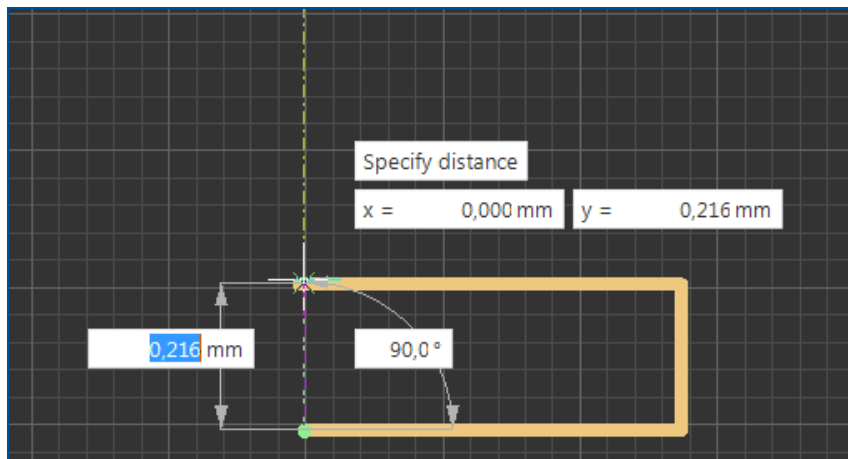 Specify distance
x = 0,000 mm y = 0,216 mm
0,216 mm 90,0°